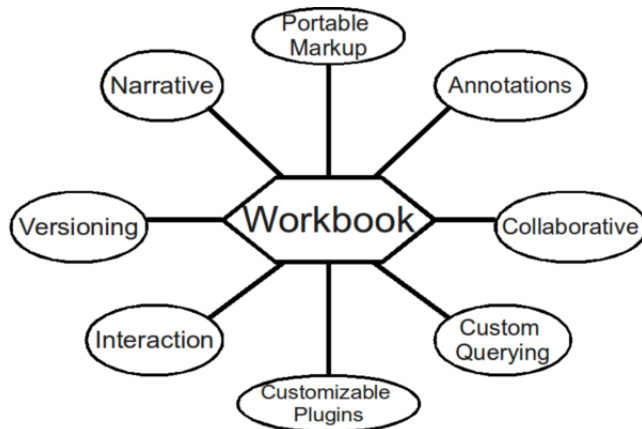 Portable
Markup
Narrative
Annotations
Versioning
Workbook
Collaborative
Interaction
Custom
Querying
Customizable
Plugins